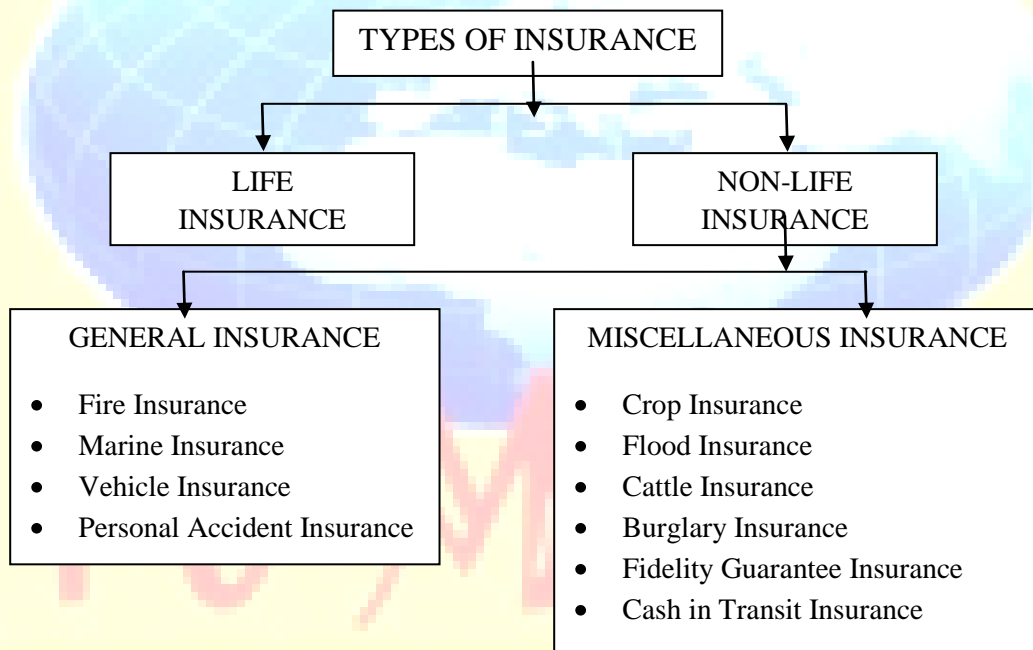 TYPES OF INSURANCE
LIFE
INSURANCE
NON-LIFE
INSURANCE
GENERAL INSURANCE
• Fire Insurance
• Marine Insurance
• Vehicle Insurance
• Personal Accident Insurance
MISCELLANEOUS INSURANCE
• Crop Insurance
• Flood Insurance
• Cattle Insurance
• Burglary Insurance
• Fidelity Guarantee Insurance
• Cash in Transit Insurance